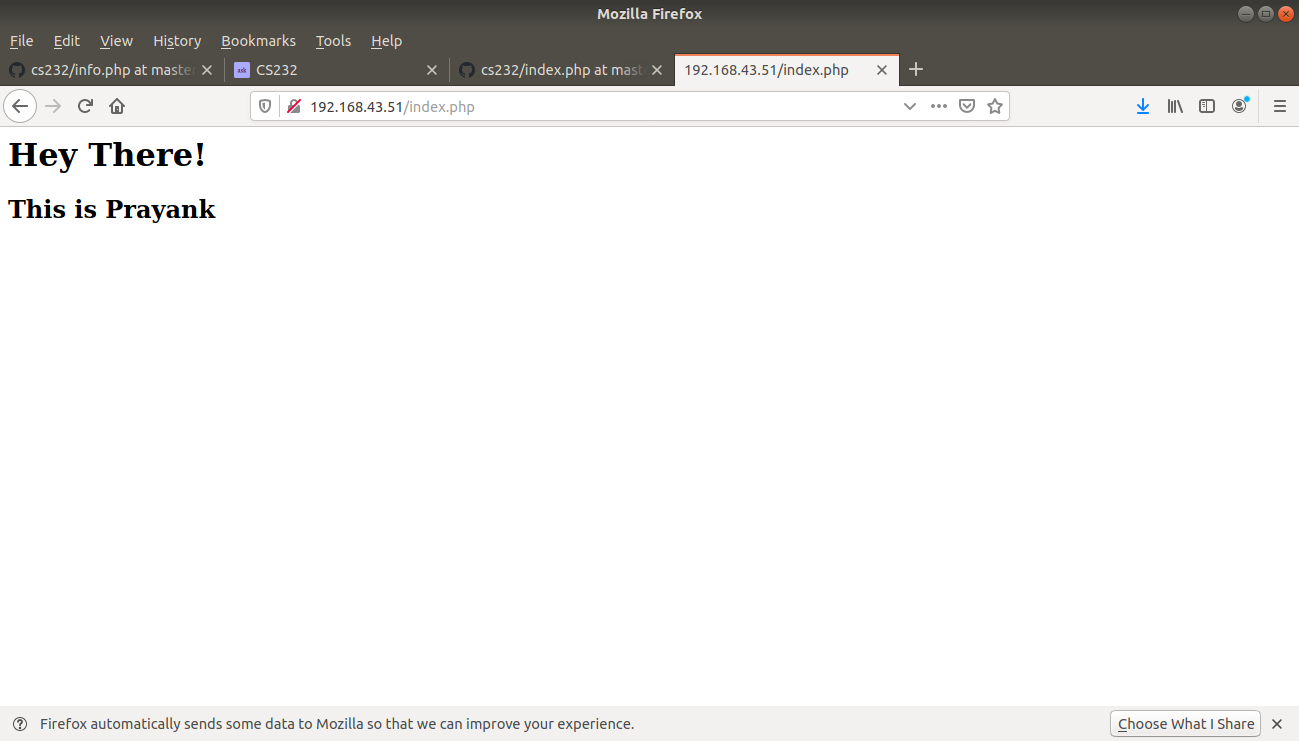 Mozilla Firefox
File Edit View History Bookmarks Tools Help
cs232/info.php at master
ask CS232
cs232/index.php at mast
192.168.43.51/index.php
192.168.43.51/index.php
Hey There!
This is Prayank
Firefox automatically sends some data to Mozilla so that we can improve your experience.
Choose What I Share